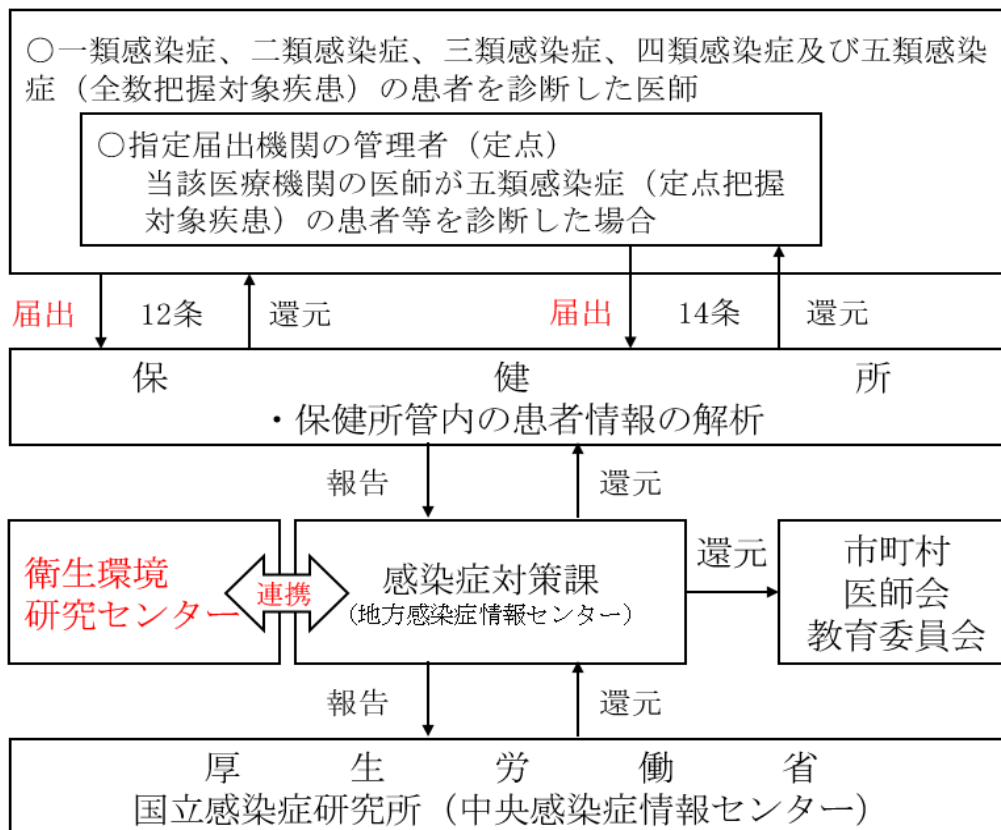 ○一類感染症、二類感染症、三類感染症、四類感染症及び五類感染
症（全数把握対象疾患）の患者を診断した医師
○指定届出機関の管理者（定点）
当該医療機関の医師が五類感染症（定点把握
対象疾患）の患者等を診断した場合
届出 12条 還元 届出 14条 還元
保健所
・保健所管内の患者情報の解析
報告 還元
衛生環境
研究センター
連携
感染症対策課
（地方感染症情報センター）
還元
市町村
医師会
教育委員会
報告 還元
厚生労働省
国立感染症研究所（中央感染症情報センター）